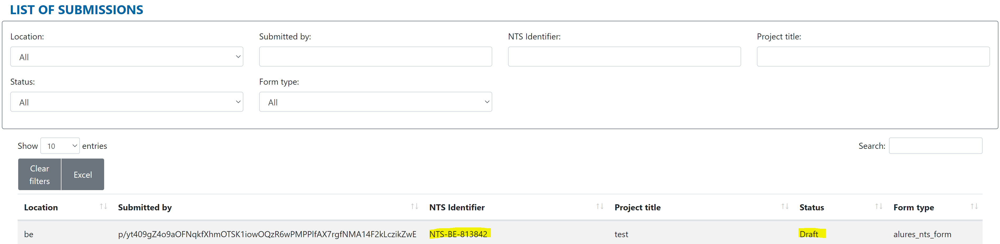 LIST OF SUBMISSIONS
Location:
Submitted by:
NTS Identifier:
Project title:
All
Status:
Form type:
All
All
Show 10 entries
Search:
Clear filters
Excel
Location
Submitted by
NTS Identifier
Project title
Status
Form type
be
p/yt409gZ4o9aOFNqkfXhmOTSK1iowOQzR6wPMPPlfAX7rgfNMA14F2kLczikZwE
NTS-BE-813842
test
Draft
alures_nts_form